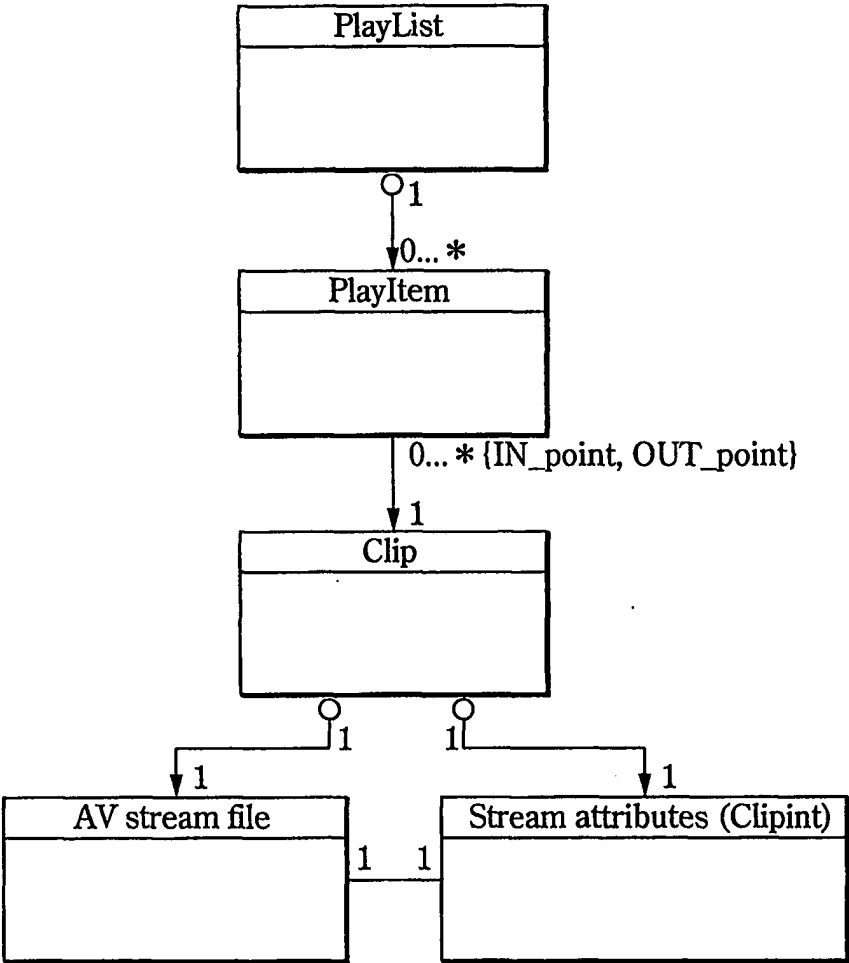 PlayList
1
0... *
PlayItem
0... * {IN_point, OUT_point}
1
Clip
1 1
1 1
AV stream file Stream attributes (Clipint)
1 1